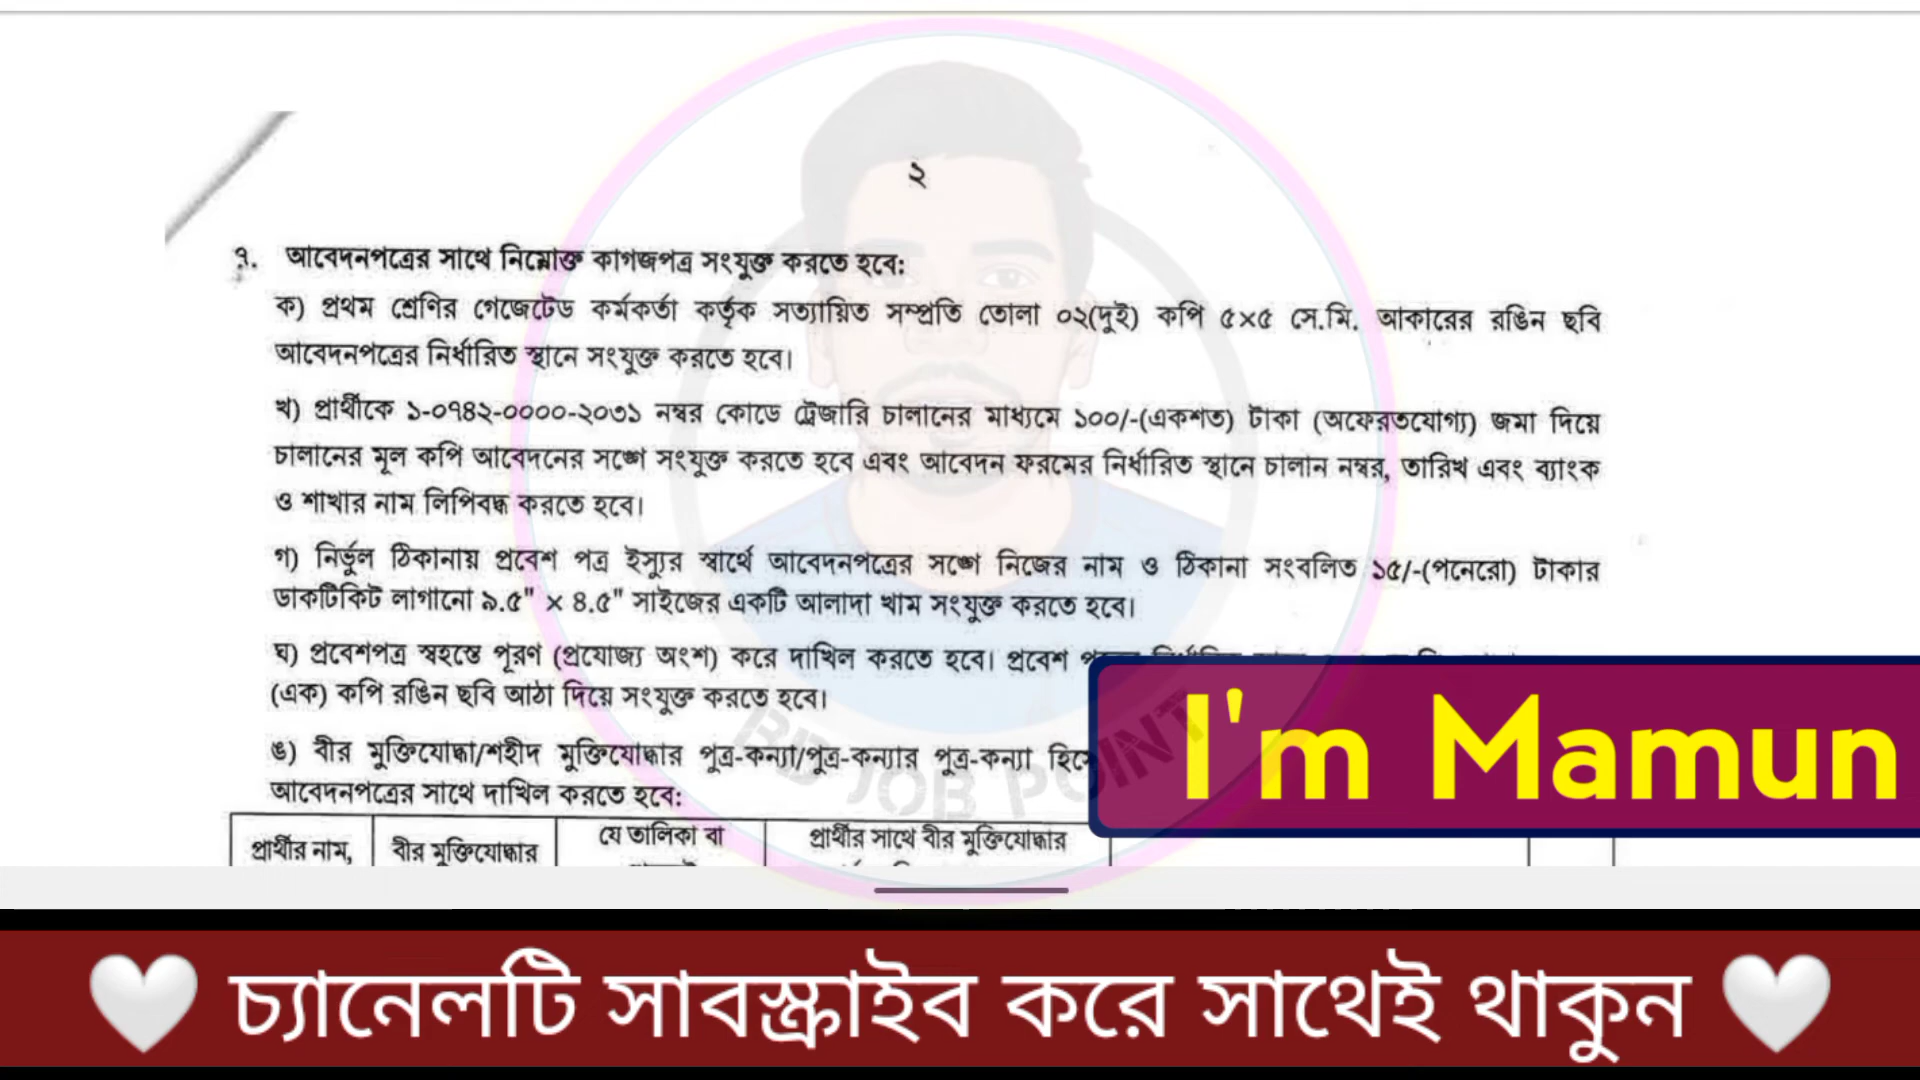 ২
৭. আবেদনপত্রের সাথে নিম্নোক্ত কাগজপত্র সংযুক্ত করতে হবে:
ক) প্রথম শ্রেণির গেজেটেড কর্মকর্তা কর্তৃক সত্যায়িত সম্প্রতি তোলা ০২(দুই) কপি ৫×৫ সে.মি. আকারের রঙিন ছবি
আবেদনপত্রের নির্ধারিত স্থানে সংযুক্ত করতে হবে।
খ) প্রার্থীকে ১-০৭৪২-০০০০-২০৩১ নম্বর কোডে ট্রেজারি চালানের মাধ্যমে ১০০/-(একশত) টাকা (অফেরতযোগ্য) জমা দিয়ে
চালানের মূল কপি আবেদনের সঙ্গে সংযুক্ত করতে হবে এবং আবেদন ফরমের নির্ধারিত স্থানে চালান নম্বর, তারিখ এবং ব্যাংক
ও শাখার নাম লিপিবদ্ধ করতে হবে।
গ) নির্ভুল ঠিকানায় প্রবেশ পত্র ইস্যুর স্বার্থে আবেদনপত্রের সঙ্গে নিজের নাম ও ঠিকানা সংবলিত ১৫/-(পনেরো) টাকার
ডাকটিকিট লাগানো ৯.৫" × ৪.৫" সাইজের একটি আলাদা খাম সংযুক্ত করতে হবে।
ঘ) প্রবেশপত্র স্বহস্তে পূরণ (প্রযোজ্য অংশ) করে দাখিল করতে হবে। প্রবেশ
(এক) কপি রঙিন ছবি আঠা দিয়ে সংযুক্ত করতে হবে।
ঙ) বীর মুক্তিযোদ্ধা/শহীদ মুক্তিযোদ্ধার পুত্র-কন্যা/পুত্র-কন্যার পুত্র-কন্যা
আবেদনপত্রের সাথে দাখিল করতে হবে:
প্রার্থীর নাম, বীর মুক্তিযোদ্ধার যে তালিকা বা প্রার্থীর সাথে বীর মুক্তিযোদ্ধার
BD JOB POINT
I'm Mamun
🤍 চ্যানেলটি সাবস্ক্রাইব করে সাথেই থাকুন 🤍